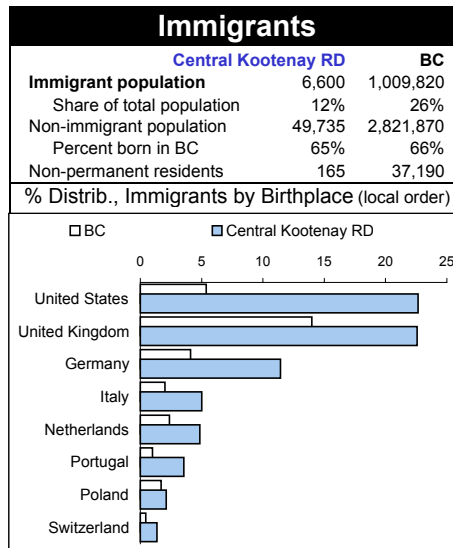 Immigrants
Central Kootenay RD BC
Immigrant population 6,600 1,009,820
Share of total population 12% 26%
Non-immigrant population 49,735 2,821,870
Percent born in BC 65% 66%
Non-permanent residents 165 37,190
% Distrib., Immigrants by Birthplace (local order)
BC Central Kootenay RD
0 5 10 15 20 25
United States
United Kingdom
Germany
Italy
Netherlands
Portugal
Poland
Switzerland